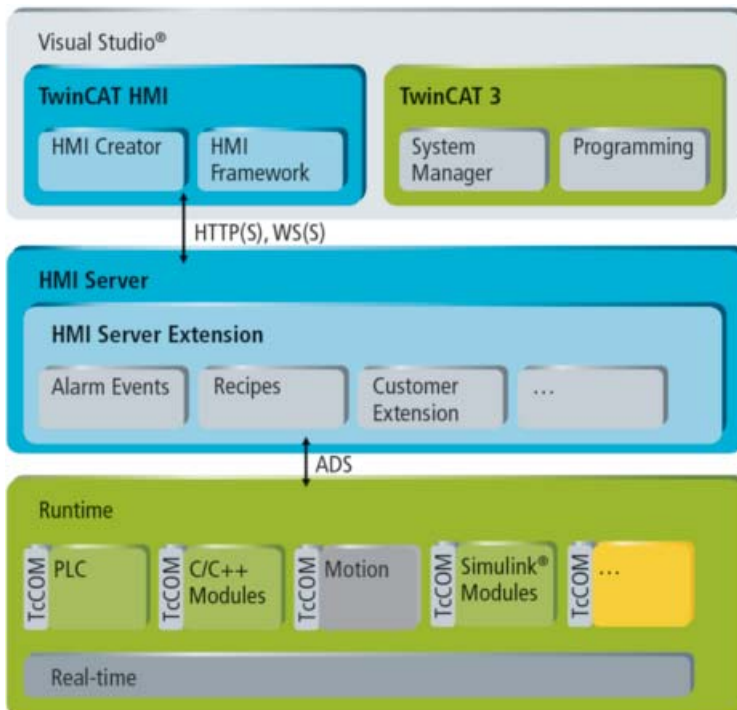 Visual Studio®
TwinCAT HMI
TwinCAT 3
HMI Creator
HMI
Framework
System
Manager
Programming
HTTP(S), WS(S)
HMI Server
HMI Server Extension
Alarm Events
Recipes
Customer
Extension
...
ADS
Runtime
TcCOM
PLC
TcCOM
C/C++
Modules
TcCOM
Motion
TcCOM
Simulink®
Modules
TcCOM
...
Real-time